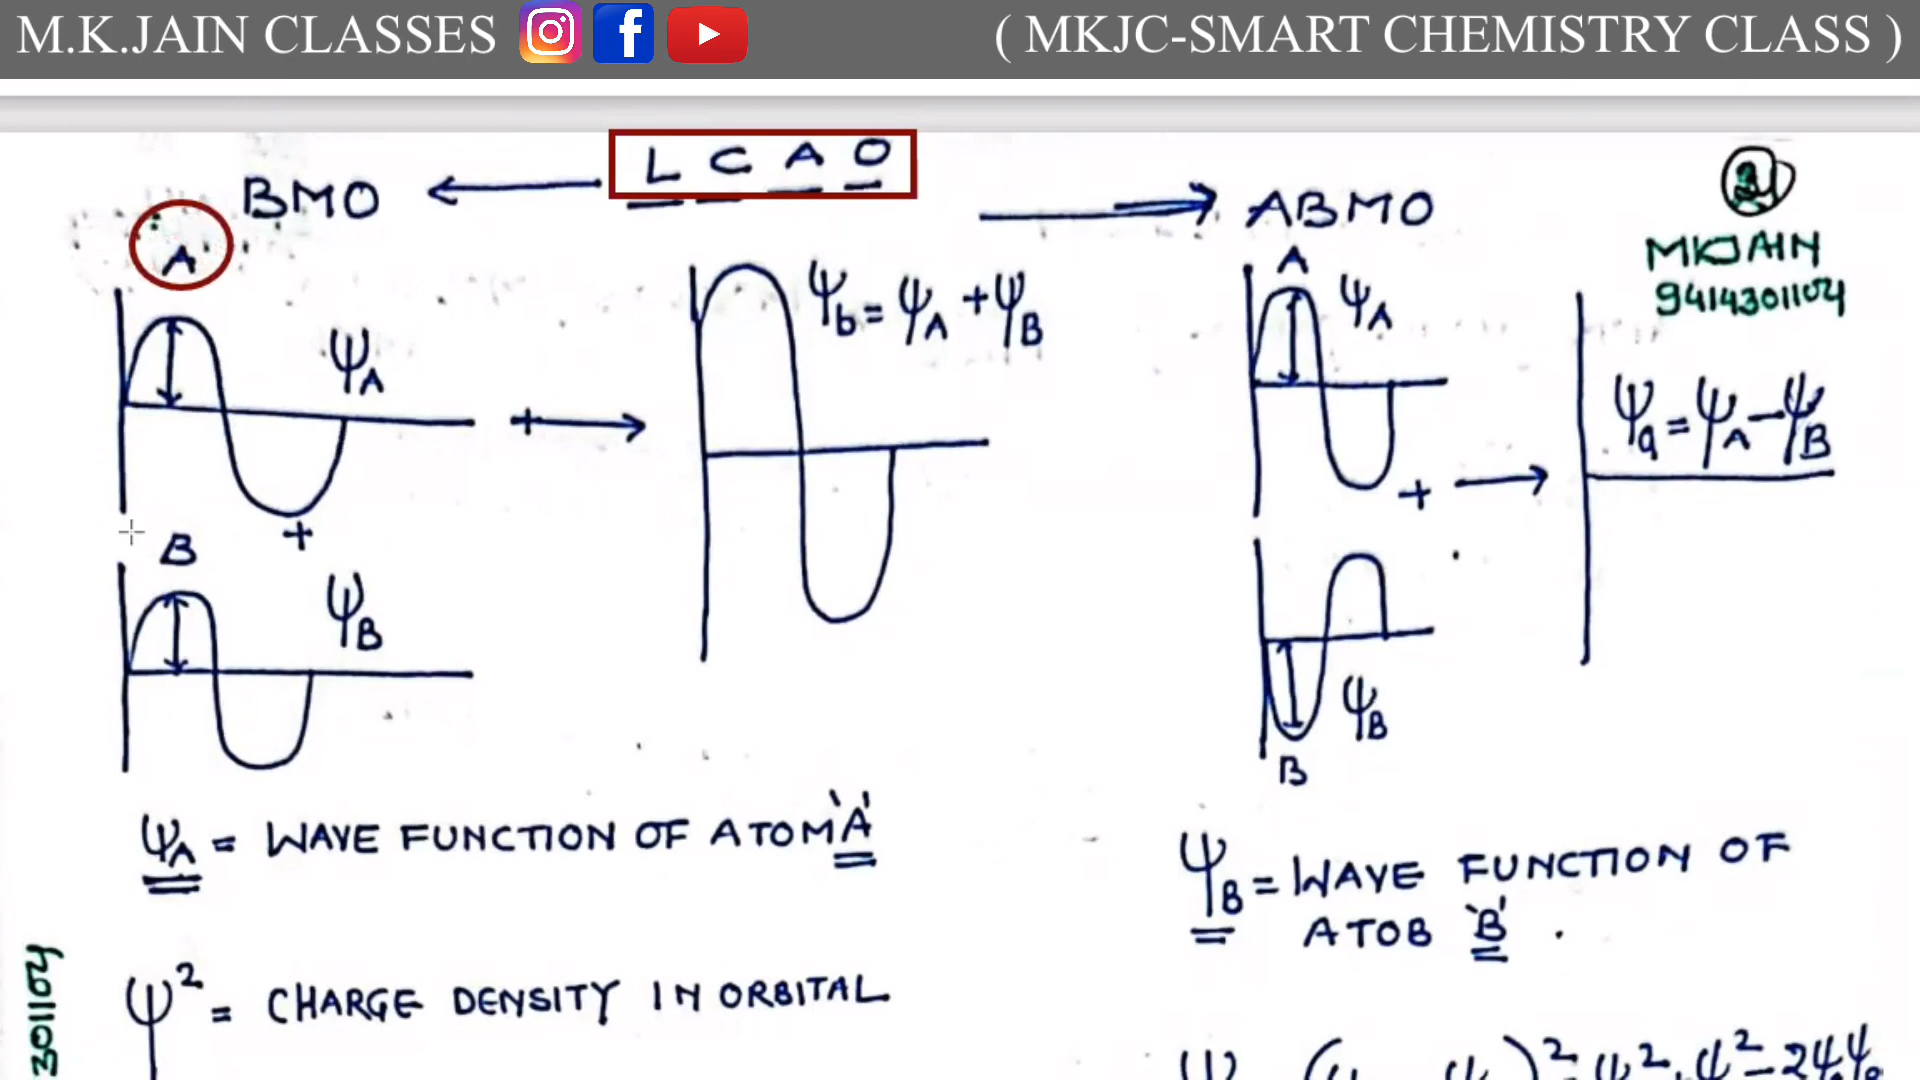 M.K.JAIN CLASSES
( MKJC-SMART CHEMISTRY CLASS )
L C A O
BMO
ABMO
MKJAIN
9414301104
A
ψA
+
B
ψB
ψb = ψA + ψB
A
ψA
+
ψB
B
ψa = ψA - ψB
ψA = WAVE FUNCTION OF ATOM 'A'
ψB = WAVE FUNCTION OF
ATOB 'B' .
ψ² = CHARGE DENSITY IN ORBITAL
301104